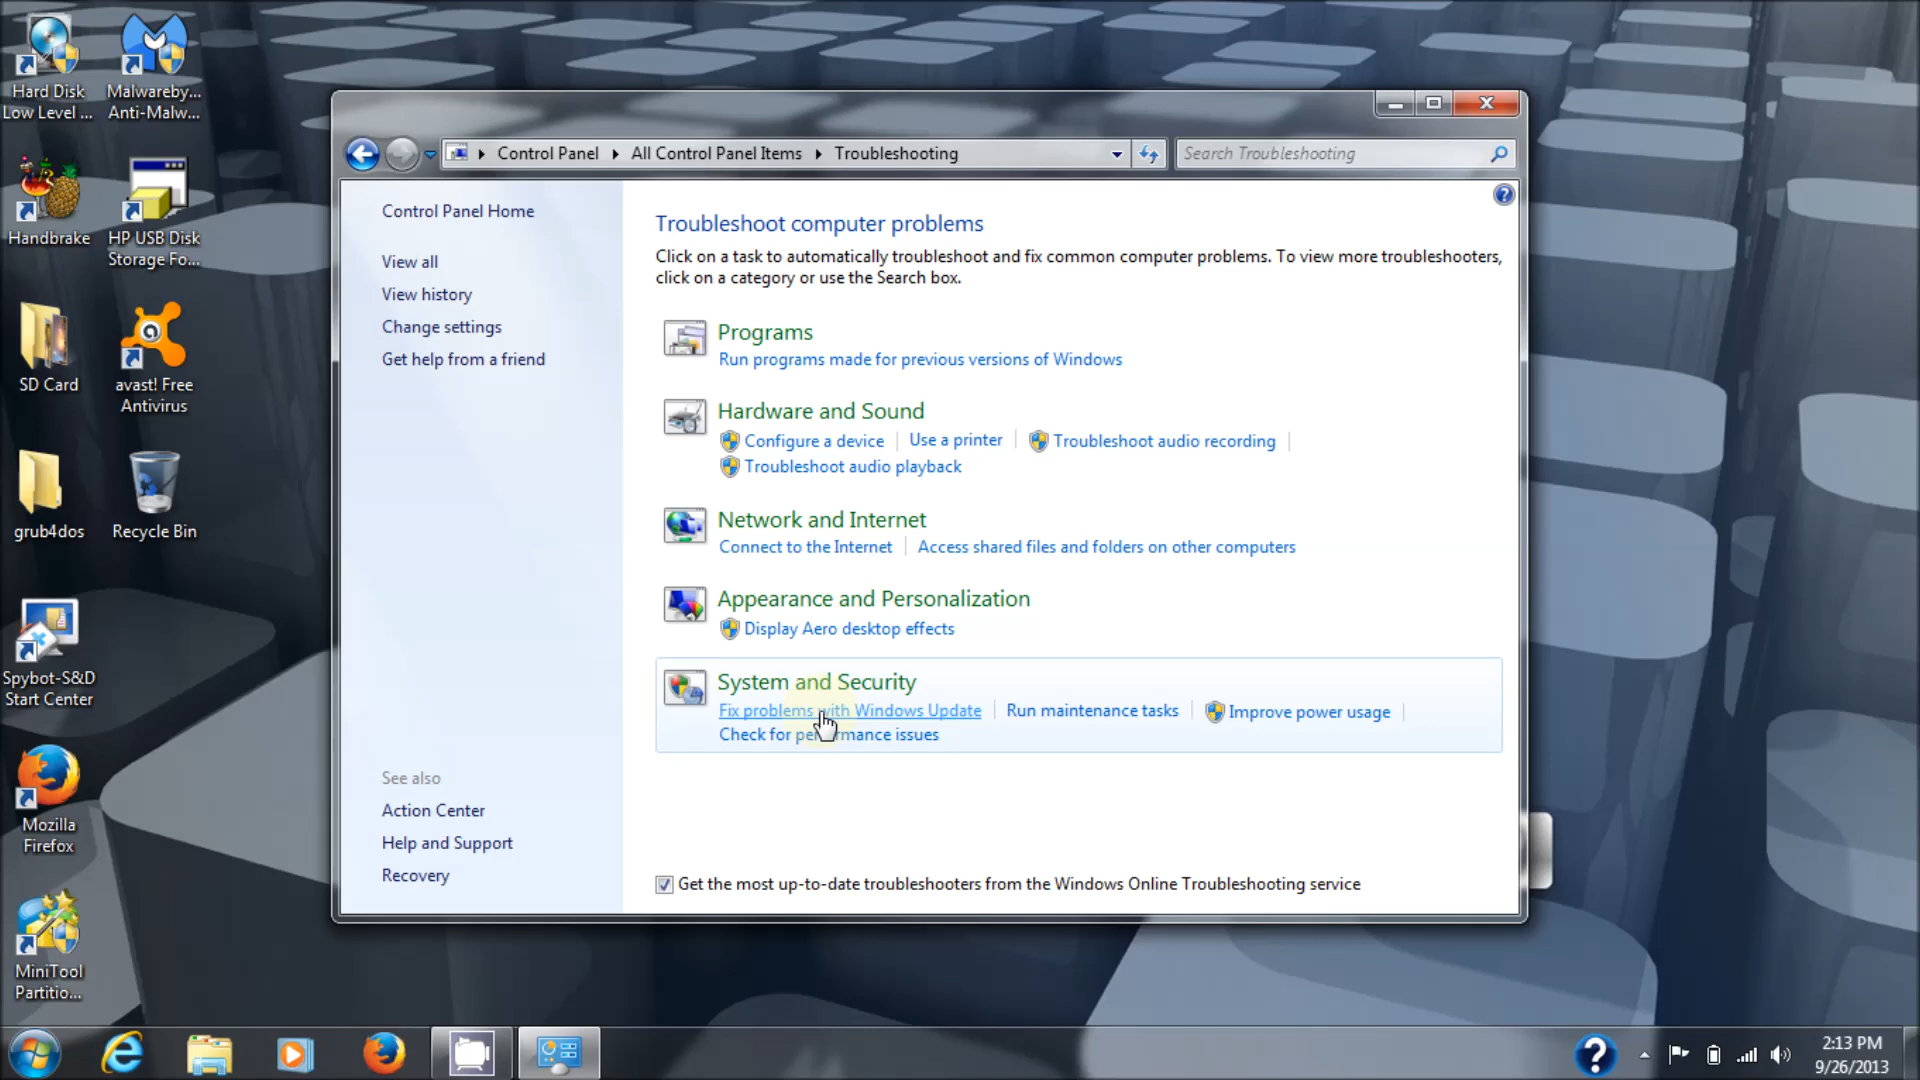 Hard Disk
Low Level ...
Malwareby...
Anti-Malw...
Handbrake
HP USB Disk
Storage Fo...
SD Card
avast! Free
Antivirus
grub4dos
Recycle Bin
Spybot-S&D
Start Center
Mozilla
Firefox
MiniTool
Partitio...
Control Panel
All Control Panel Items
Troubleshooting
Search Troubleshooting
Control Panel Home
View all
View history
Change settings
Get help from a friend
See also
Action Center
Help and Support
Recovery
Troubleshoot computer problems
Click on a task to automatically troubleshoot and fix common computer problems. To view more troubleshooters,
click on a category or use the Search box.
Programs
Run programs made for previous versions of Windows
Hardware and Sound
Configure a device
Use a printer
Troubleshoot audio recording
Troubleshoot audio playback
Network and Internet
Connect to the Internet
Access shared files and folders on other computers
Appearance and Personalization
Display Aero desktop effects
System and Security
Fix problems with Windows Update
Run maintenance tasks
Improve power usage
Check for performance issues
Get the most up-to-date troubleshooters from the Windows Online Troubleshooting service
2:13 PM
9/26/2013